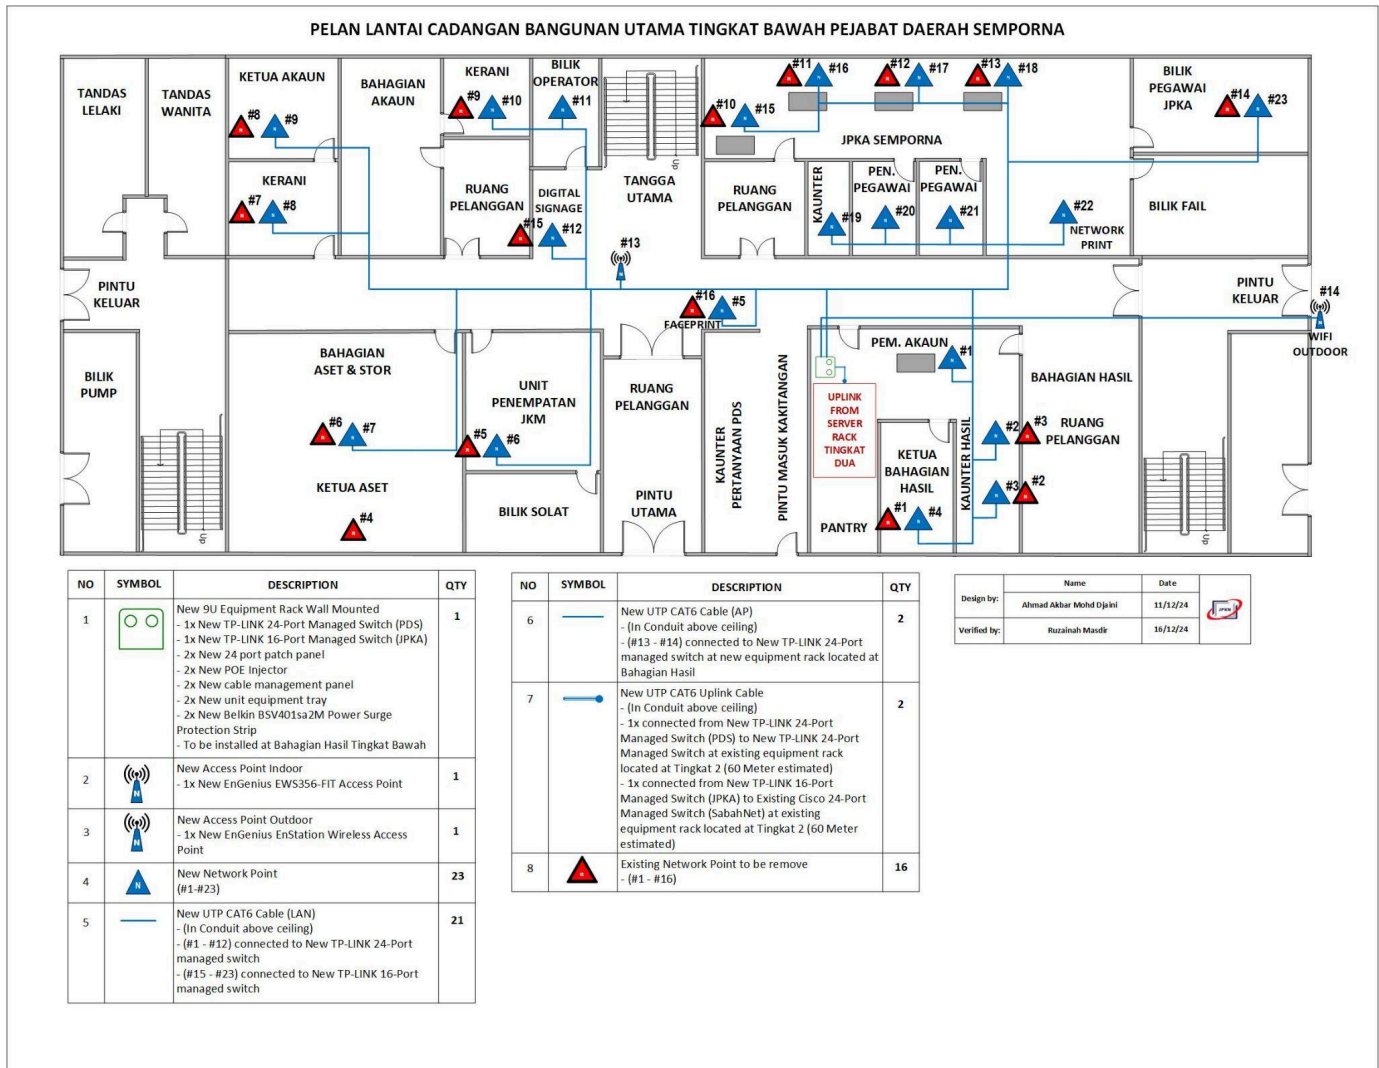 PELAN LANTAI CADANGAN BANGUNAN UTAMA TINGKAT BAWAH PEJABAT DAERAH SEMPORNA
TANDAS
LELAKI
TANDAS
WANITA
KETUA AKAUN
#8
#9
KERANI
#7
#8
BAHAGIAN
AKAUN
KERANI
#9
#10
RUANG
PELANGGAN
#15
BILIK
OPERATOR
#11
DIGITAL
SIGNAGE
#12
Up
TANGGA
UTAMA
#13
#10
#15
#11
#16
#12
#17
#13
#18
JPKA SEMPORNA
RUANG
PELANGGAN
KAUNTER
#19
PEN.
PEGAWAI
#20
PEN.
PEGAWAI
#21
#22
NETWORK
PRINT
BILIK
PEGAWAI
JPKA
#14
#23
BILIK FAIL
PINTU
KELUAR
PINTU
KELUAR
#14
WIFI
OUTDOOR
BILIK
PUMP
Up
BAHAGIAN
ASET & STOR
#6
#7
KETUA ASET
#4
UNIT
PENEMPATAN
JKM
#5
#6
BILIK SOLAT
#16
#5
FACEPRINT
RUANG
PELANGGAN
PINTU
UTAMA
KAUNTER
PERTANYAAN PDS
PINTU MASUK KAKITANGAN
UPLINK
FROM
SERVER
RACK
TINGKAT
DUA
PANTRY
PEM. AKAUN
#1
KETUA
BAHAGIAN
HASIL
#1
#4
KAUNTER HASIL
#2
#3
#3
#2
BAHAGIAN HASIL
RUANG
PELANGGAN
Up
NO SYMBOL DESCRIPTION QTY
1 New 9U Equipment Rack Wall Mounted 1
- 1x New TP-LINK 24-Port Managed Switch (PDS)
- 1x New TP-LINK 16-Port Managed Switch (JPKA)
- 2x New 24 port patch panel
- 2x New POE Injector
- 2x New cable management panel
- 2x New unit equipment tray
- 2x New Belkin BSV401sa2M Power Surge
Protection Strip
- To be installed at Bahagian Hasil Tingkat Bawah
2 N New Access Point Indoor 1
- 1x New EnGenius EWS356-FIT Access Point
3 N New Access Point Outdoor 1
- 1x New EnGenius EnStation Wireless Access
Point
4 N New Network Point 23
(#1-#23)
5 New UTP CAT6 Cable (LAN) 21
- (In Conduit above ceiling)
- (#1 - #12) connected to New TP-LINK 24-Port
managed switch
- (#15 - #23) connected to New TP-LINK 16-Port
managed switch
NO SYMBOL DESCRIPTION QTY
6 New UTP CAT6 Cable (AP) 2
- (In Conduit above ceiling)
- (#13 - #14) connected to New TP-LINK 24-Port
managed switch at new equipment rack located at
Bahagian Hasil
7 New UTP CAT6 Uplink Cable 2
- (In Conduit above ceiling)
- 1x connected from New TP-LINK 24-Port
Managed Switch (PDS) to New TP-LINK 24-Port
Managed Switch at existing equipment rack
located at Tingkat 2 (60 Meter estimated)
- 1x connected from New TP-LINK 16-Port
Managed Switch (JPKA) to Existing Cisco 24-Port
Managed Switch (SabahNet) at existing
equipment rack located at Tingkat 2 (60 Meter
estimated)
8 Existing Network Point to be remove 16
- (#1 - #16)
Name Date
Design by: Ahmad Akbar Mohd Djaini 11/12/24
Verified by: Ruzainah Masdir 16/12/24
JPKN